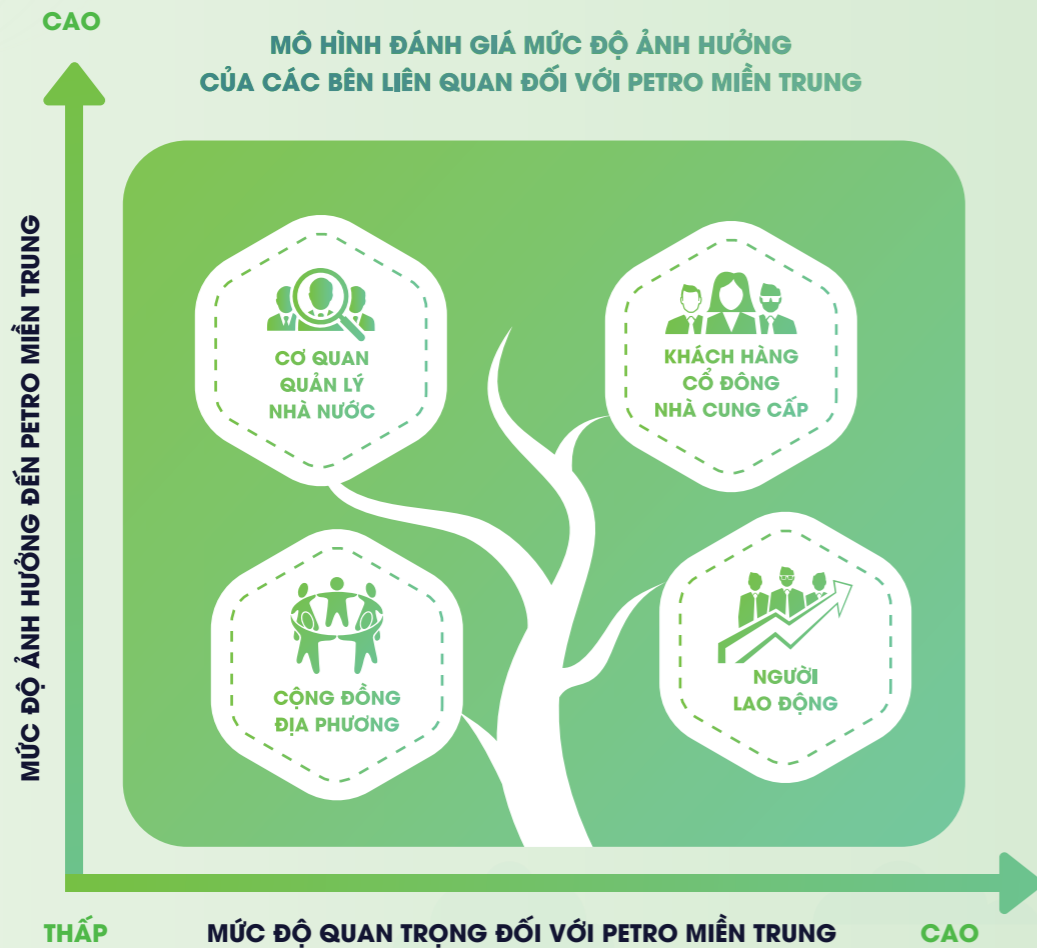 CAO
MÔ HÌNH ĐÁNH GIÁ MỨC ĐỘ ẢNH HƯỞNG
CỦA CÁC BÊN LIÊN QUAN ĐỐI VỚI PETRO MIỀN TRUNG
MỨC ĐỘ ẢNH HƯỞNG ĐẾN PETRO MIỀN TRUNG
CƠ QUAN
QUẢN LÝ
NHÀ NƯỚC
KHÁCH HÀNG
CỔ ĐÔNG
NHÀ CUNG CẤP
CỘNG ĐỒNG
ĐỊA PHƯƠNG
NGƯỜI
LAO ĐỘNG
THẤP
MỨC ĐỘ QUAN TRỌNG ĐỐI VỚI PETRO MIỀN TRUNG
CAO